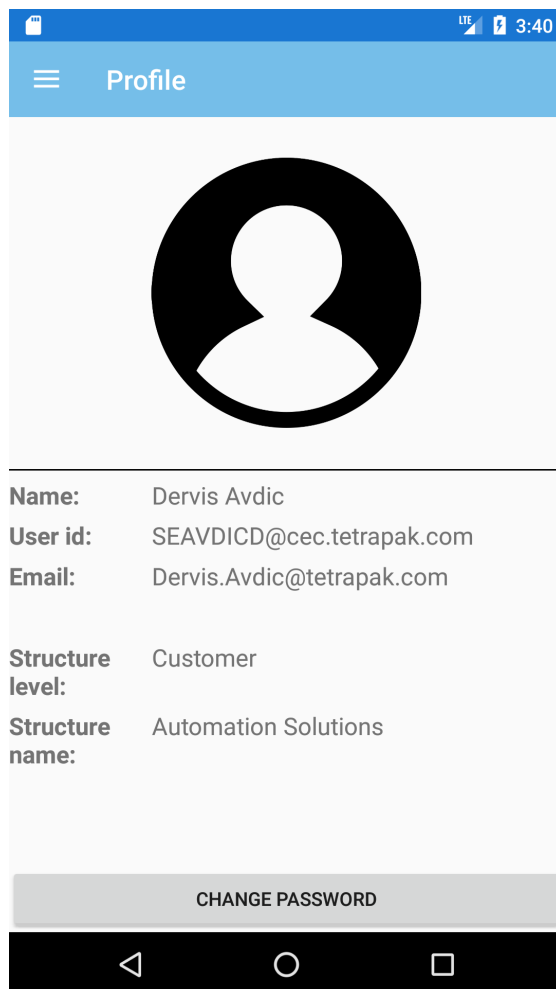 LTE 3:40
Profile
Name: Dervis Avdic
User id: SEAVDICD@cec.tetrapak.com
Email: Dervis.Avdic@tetrapak.com
Structure level: Customer
Structure name: Automation Solutions
CHANGE PASSWORD